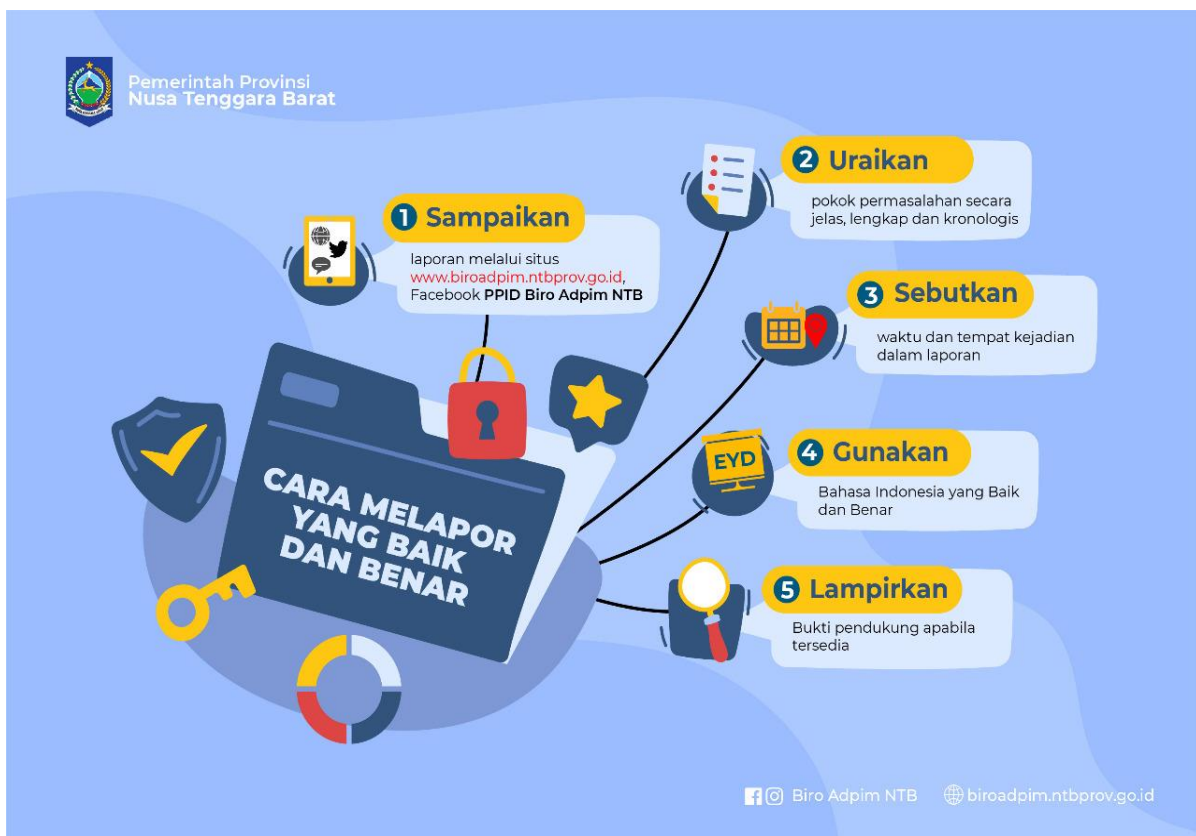 Pemerintah Provinsi
Nusa Tenggara Barat
1 Sampaikan
laporan melalui situs
www.biroadpim.ntbprov.go.id,
Facebook PPID Biro Adpim NTB
2 Uraikan
pokok permasalahan secara
jelas, lengkap dan kronologis
3 Sebutkan
waktu dan tempat kejadian
dalam laporan
EYD
4 Gunakan
Bahasa Indonesia yang Baik
dan Benar
5 Lampirkan
Bukti pendukung apabila
tersedia
CARA MELAPOR
YANG BAIK
DAN BENAR
Biro Adpim NTB
biroadpim.ntbprov.go.id